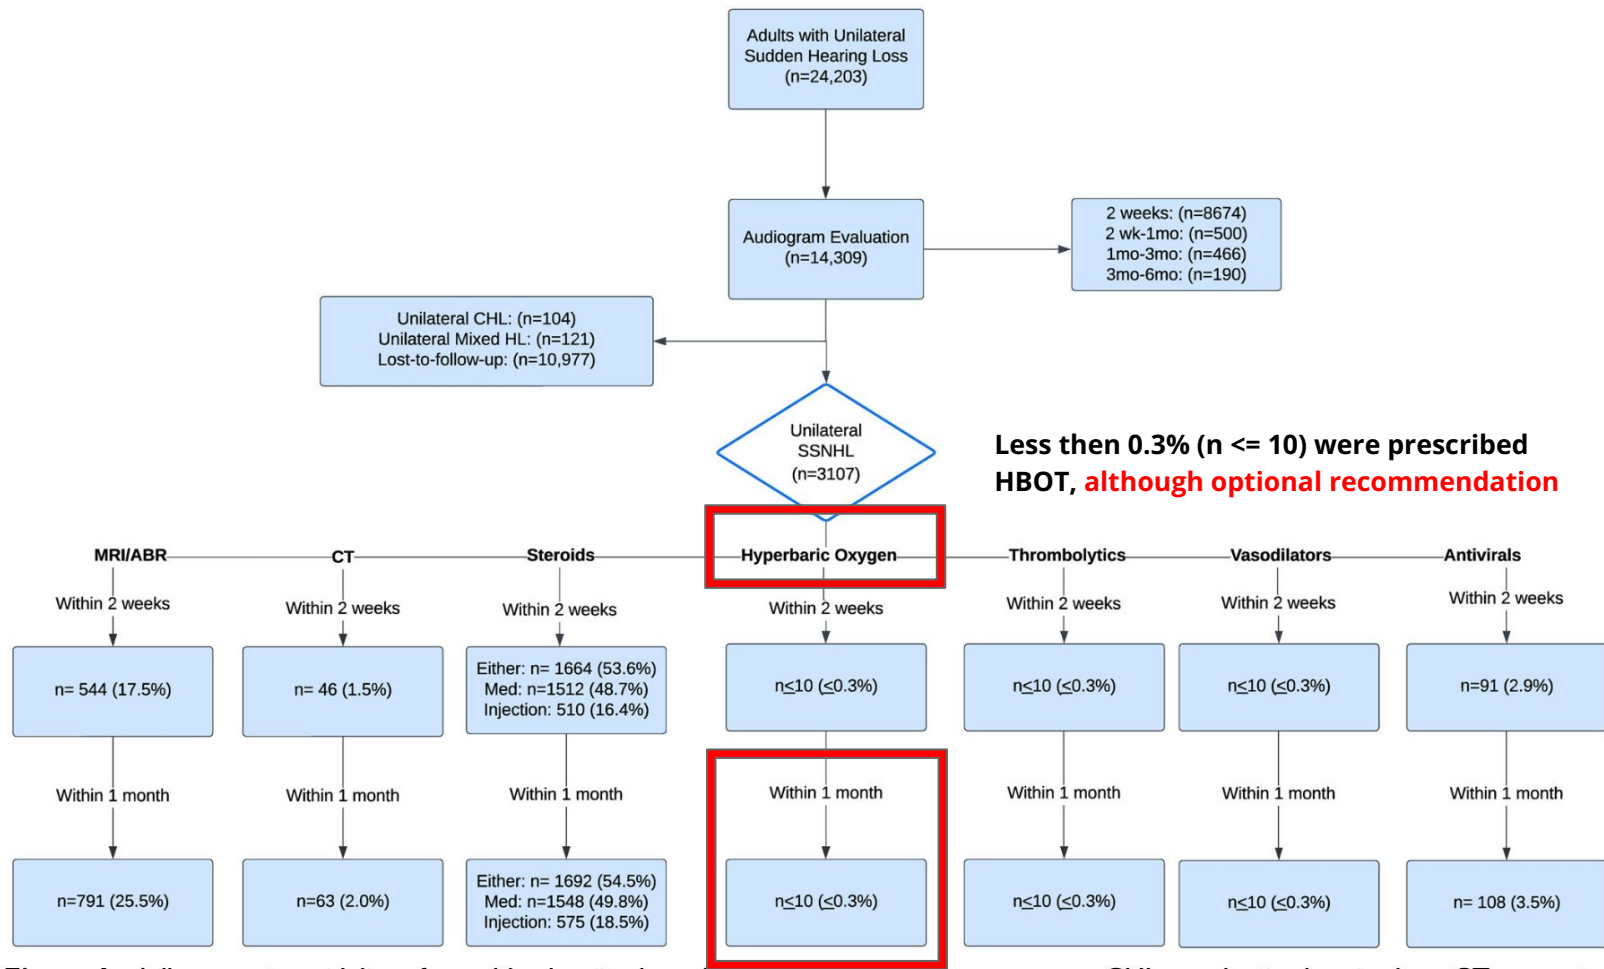 Adults with Unilateral
Sudden Hearing Loss
(n=24,203)
Audiogram Evaluation
(n=14,309)
2 weeks: (n=8674)
2 wk-1mo: (n=500)
1mo-3mo: (n=466)
3mo-6mo: (n=190)
Unilateral CHL: (n=104)
Unilateral Mixed HL: (n=121)
Lost-to-follow-up: (n=10,977)
Unilateral
SSNHL
(n=3107)
Less then 0.3% (n <= 10) were prescribed
HBOT, although optional recommendation
MRI/ABR
CT
Steroids
Hyperbaric Oxygen
Thrombolytics
Vasodilators
Antivirals
Within 2 weeks
Within 2 weeks
Within 2 weeks
Within 2 weeks
Within 2 weeks
Within 2 weeks
Within 2 weeks
n= 544 (17.5%)
n= 46 (1.5%)
Either: n= 1664 (53.6%)
Med: n=1512 (48.7%)
Injection: 510 (16.4%)
n≤10 (≤0.3%)
n≤10 (≤0.3%)
n≤10 (≤0.3%)
n=91 (2.9%)
Within 1 month
Within 1 month
Within 1 month
Within 1 month
Within 1 month
Within 1 month
Within 1 month
n=791 (25.5%)
n=63 (2.0%)
Either: n= 1692 (54.5%)
Med: n=1548 (49.8%)
Injection: 575 (18.5%)
n≤10 (≤0.3%)
n≤10 (≤0.3%)
n≤10 (≤0.3%)
n= 108 (3.5%)